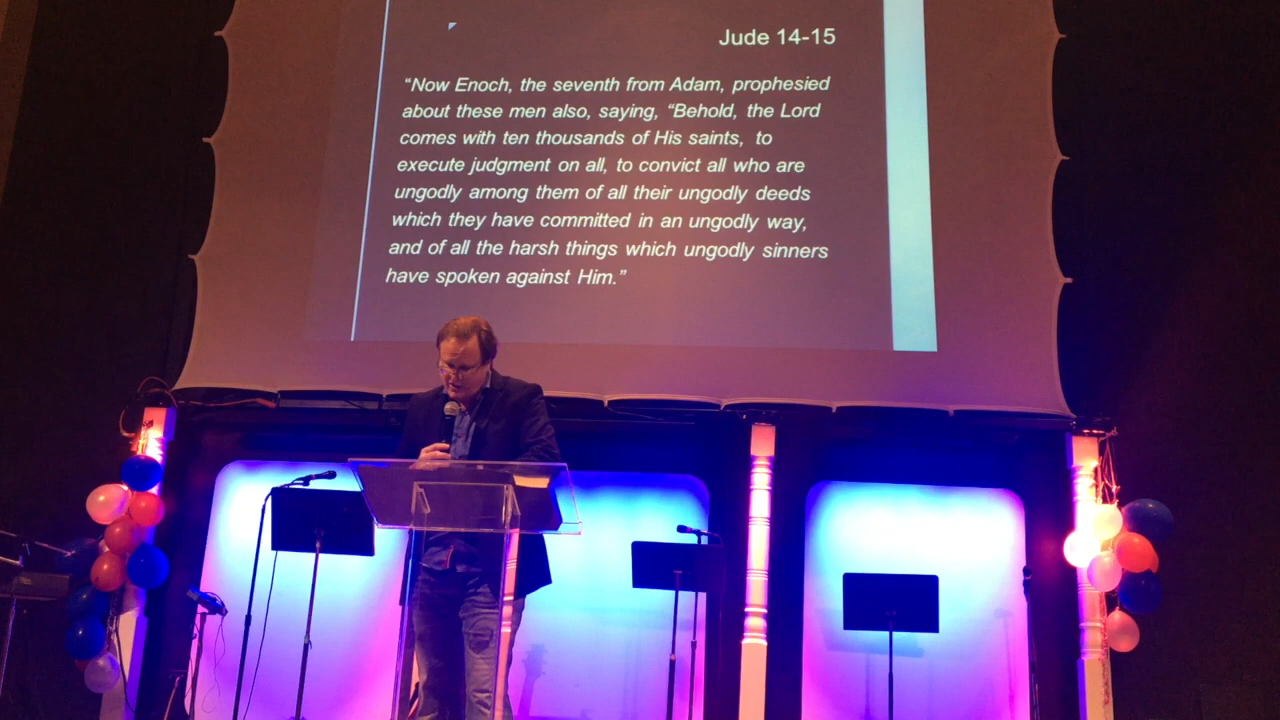 Jude 14-15
“Now Enoch, the seventh from Adam, prophesied
about these men also, saying, “Behold, the Lord
comes with ten thousands of His saints, to
execute judgment on all, to convict all who are
ungodly among them of all their ungodly deeds
which they have committed in an ungodly way,
and of all the harsh things which ungodly sinners
have spoken against Him.”